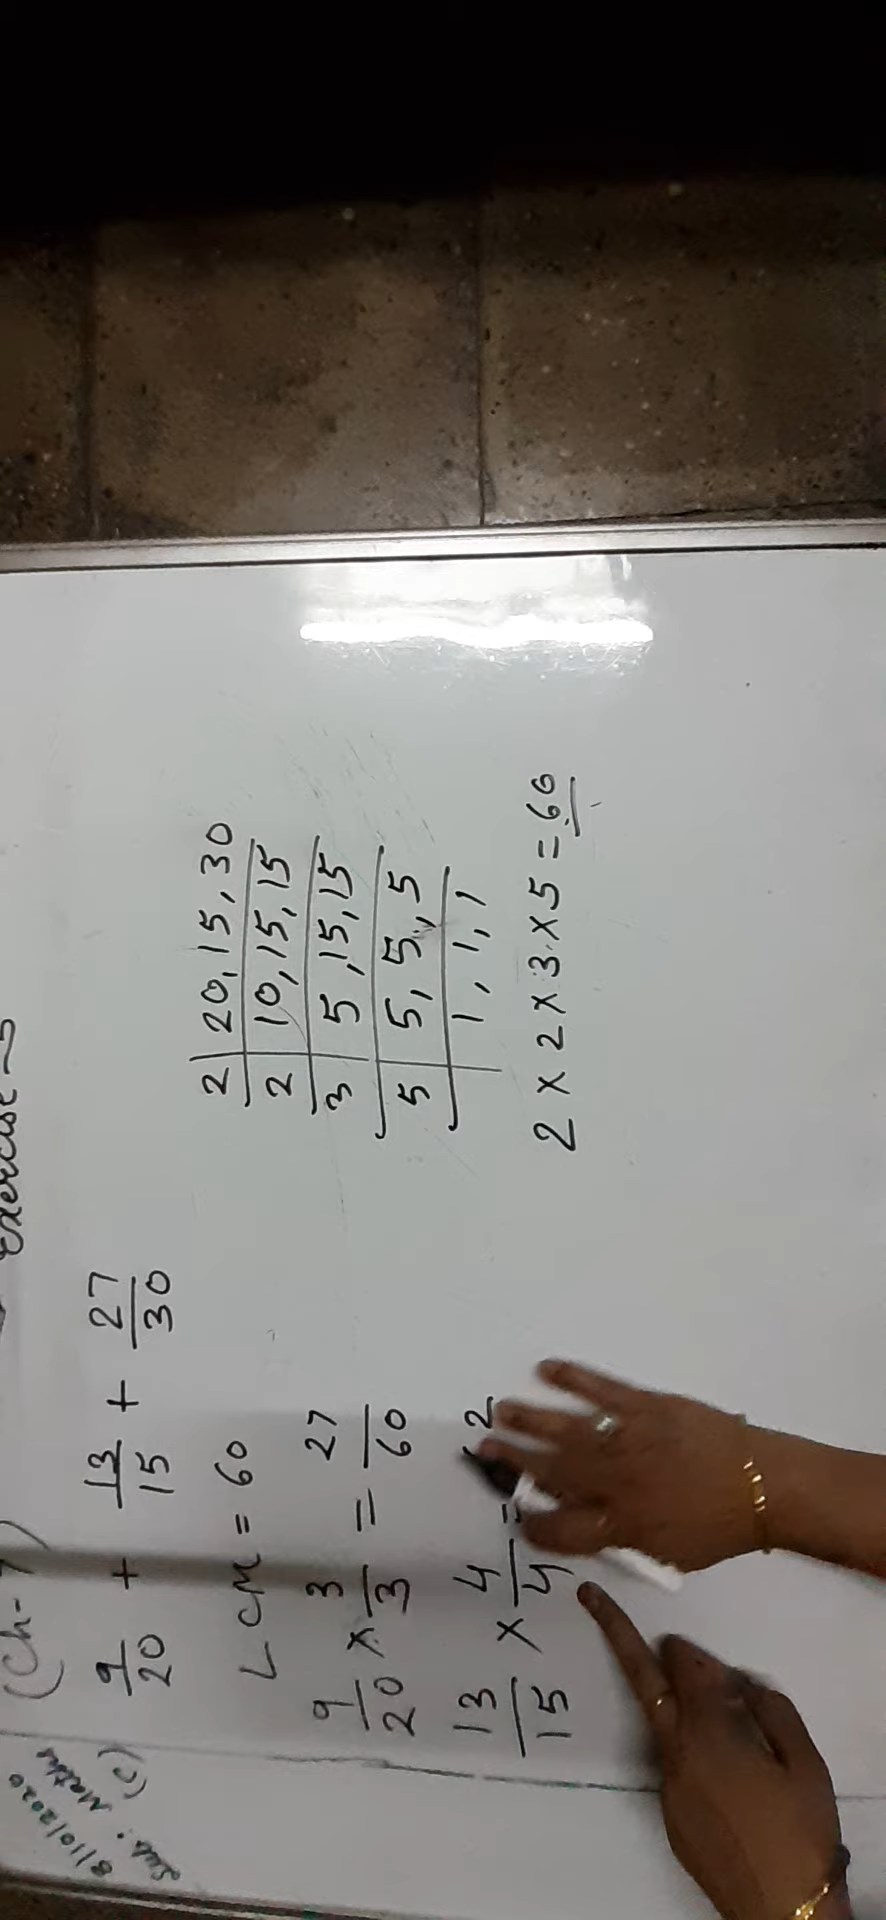 8/10/2020
Sub: Maths
(C)
(Ch-7)
Exercise-5
9/20 + 13/15 + 27/30
LCM = 60
9/20 × 3/3 = 27/60
13/15 × 4/4 = 2
2 | 20, 15, 30
2 | 10, 15, 15
3 | 5, 15, 15
5 | 5, 5, 5
1, 1, 1
2 × 2 × 3 × 5 = 60